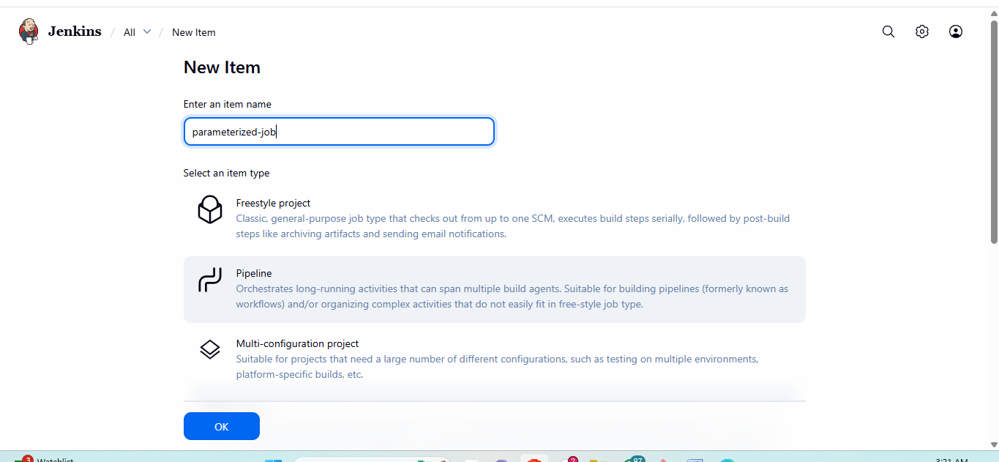 Jenkins / All / New Item
New Item
Enter an item name
parameterized-job
Select an item type
Freestyle project
Classic, general-purpose job type that checks out from up to one SCM, executes build steps serially, followed by post-build
steps like archiving artifacts and sending email notifications.
Pipeline
Orchestrates long-running activities that can span multiple build agents. Suitable for building pipelines (formerly known as
workflows) and/or organizing complex activities that do not easily fit in free-style job type.
Multi-configuration project
Suitable for projects that need a large number of different configurations, such as testing on multiple environments,
platform-specific builds, etc.
OK
3 Watchlist 2 97 3:21 AM